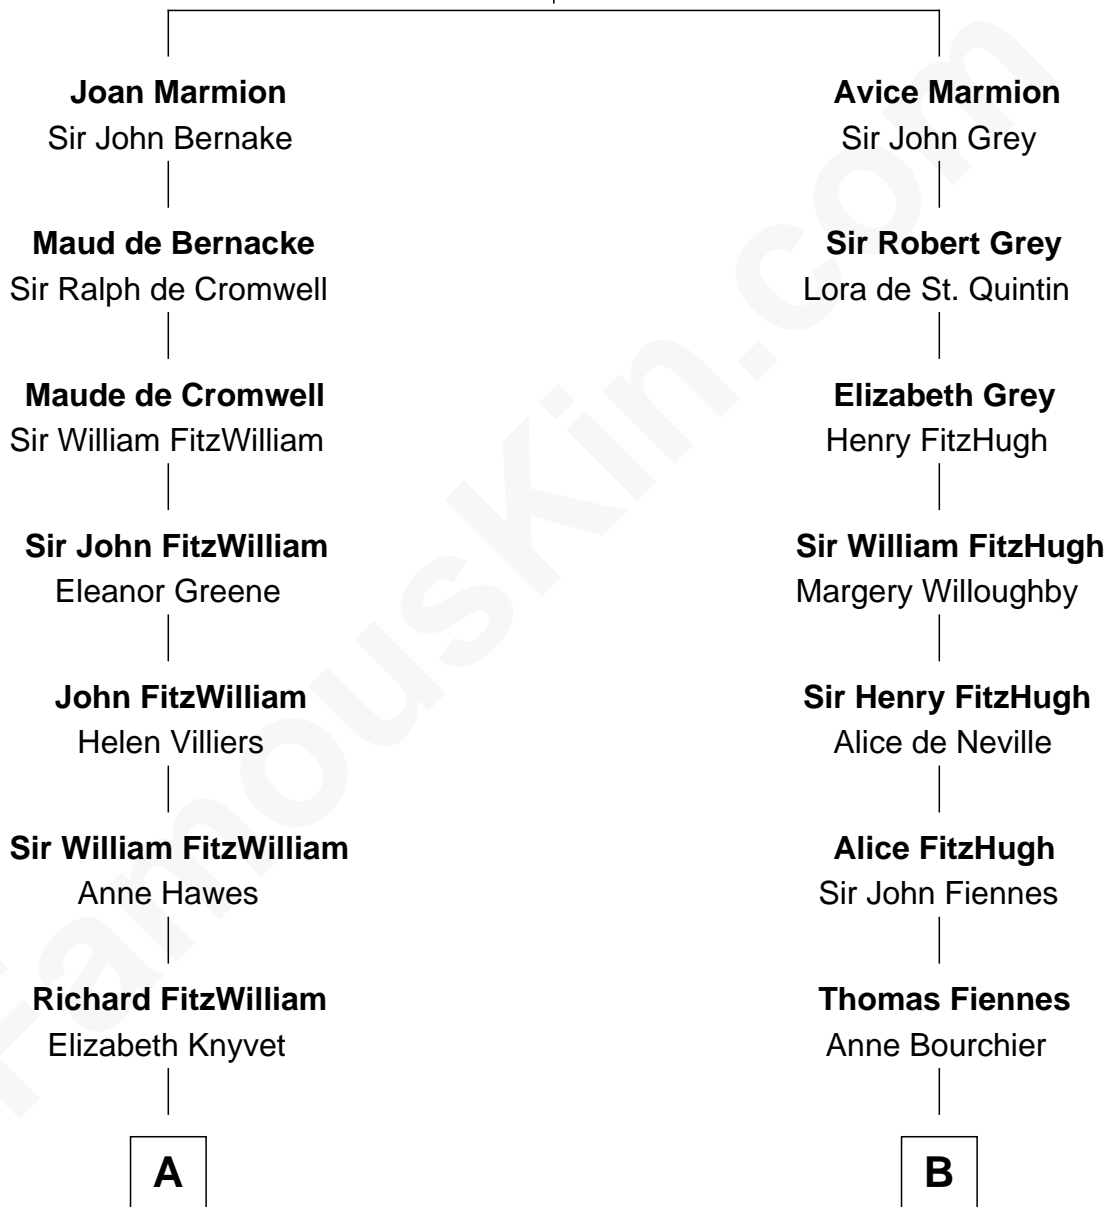 Joan Marmion
Sir John Bernake
Maud de Bernacke
Sir Ralph de Cromwell
Maude de Cromwell
Sir William FitzWilliam
Sir John FitzWilliam
Eleanor Greene
John FitzWilliam
Helen Villiers
Sir William FitzWilliam
Anne Hawes
Richard FitzWilliam
Elizabeth Knyvet
A
Avice Marmion
Sir John Grey
Sir Robert Grey
Lora de St. Quintin
Elizabeth Grey
Henry FitzHugh
Sir William FitzHugh
Margery Willoughby
Sir Henry FitzHugh
Alice de Neville
Alice FitzHugh
Sir John Fiennes
Thomas Fiennes
Anne Bourchier
B
FamousKin.com